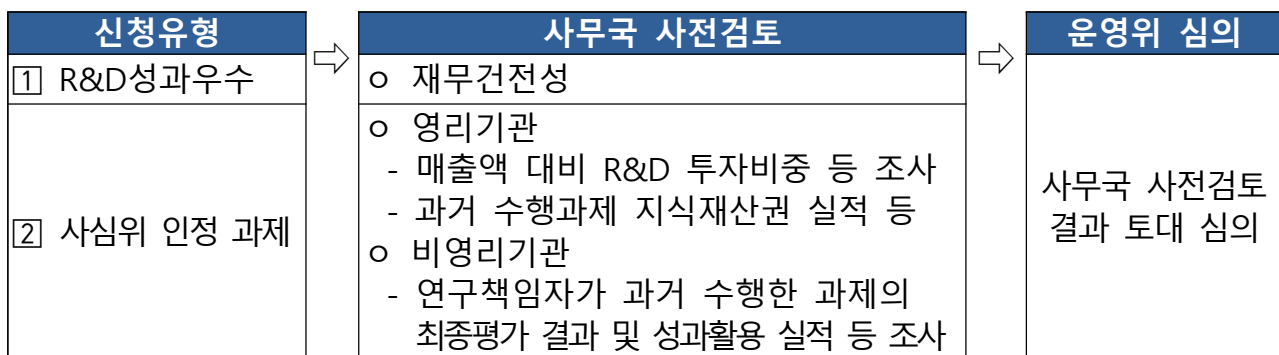 신청유형
⇨
사무국 사전검토
⇨
운영위 심의
1 R&D성과우수
ㅇ 재무건전성
2 사심위 인정 과제
ㅇ 영리기관
- 매출액 대비 R&D 투자비중 등 조사
- 과거 수행과제 지식재산권 실적 등
ㅇ 비영리기관
- 연구책임자가 과거 수행한 과제의
최종평가 결과 및 성과활용 실적 등 조사
사무국 사전검토
결과 토대 심의